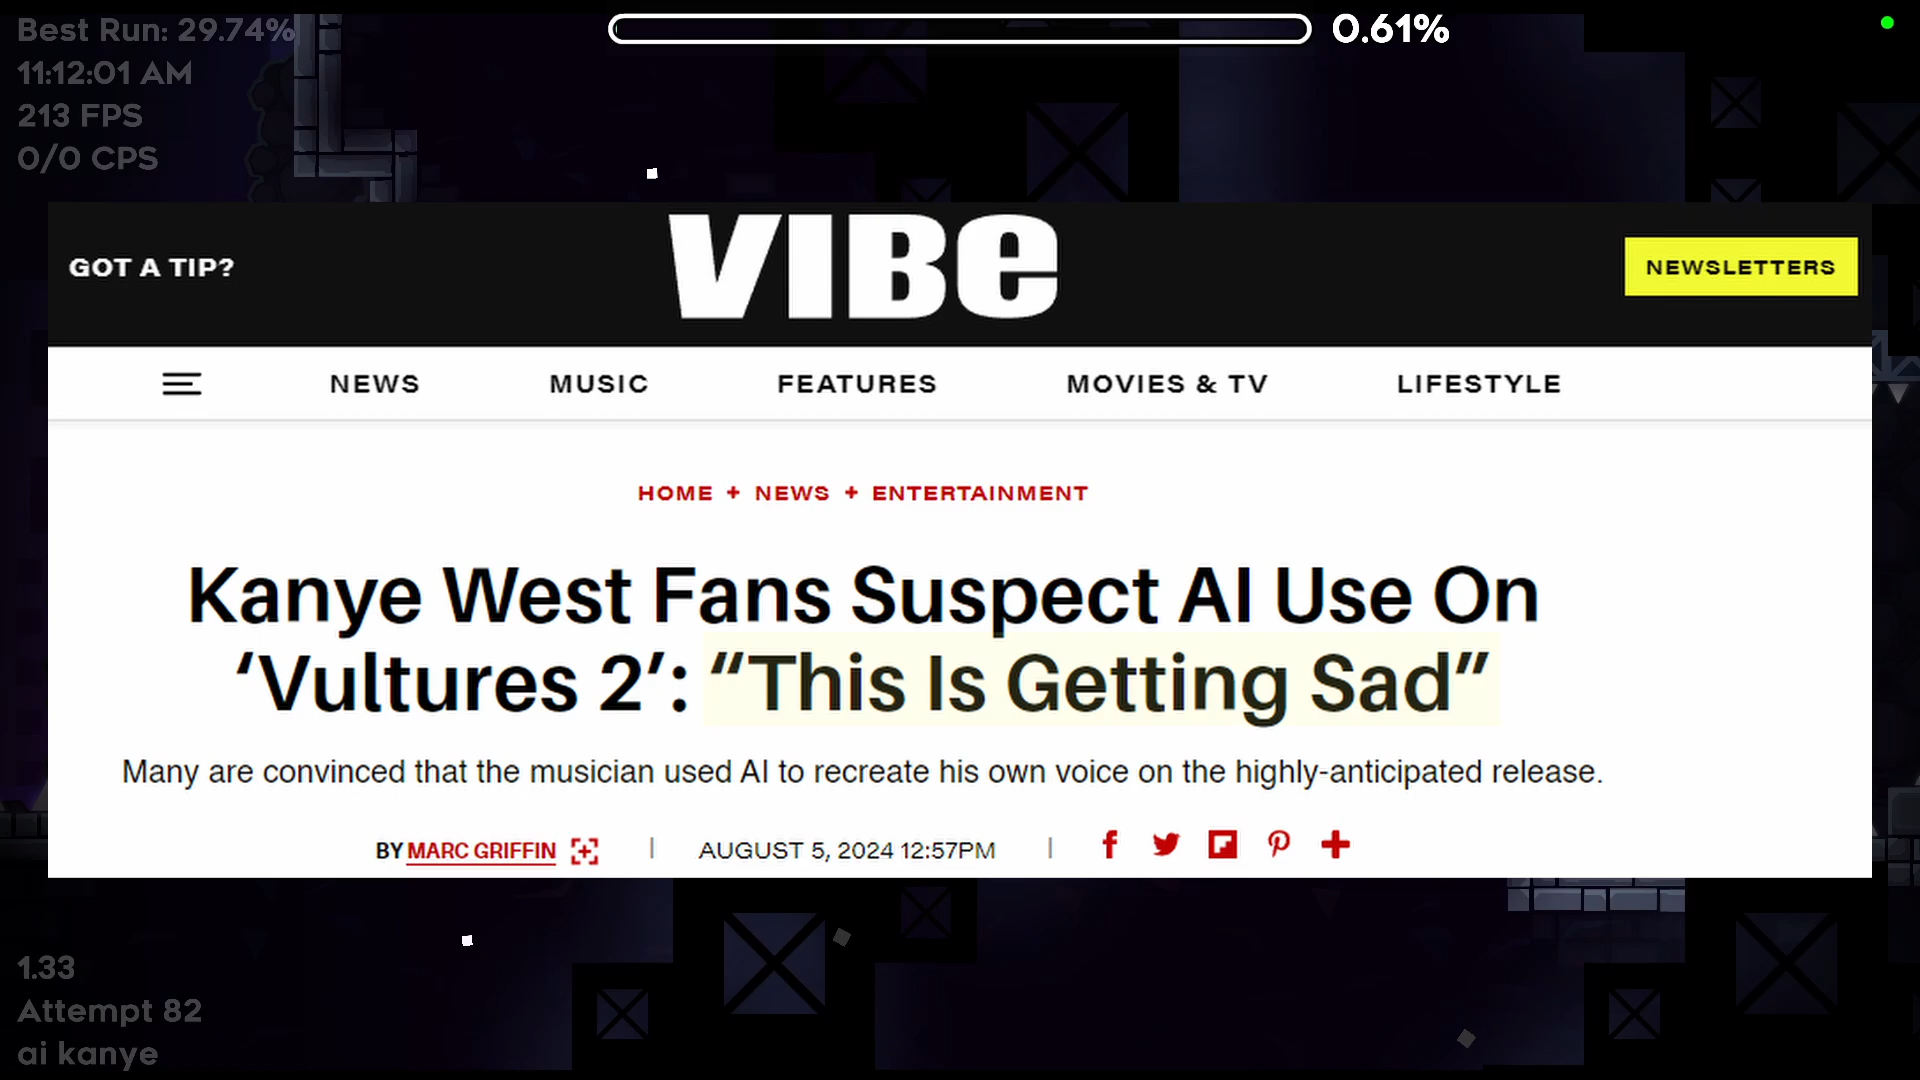 Best Run: 29.74%
0.61%
11:12:01 AM
213 FPS
0/0 CPS
GOT A TIP?
VIBE
NEWSLETTERS
NEWS
MUSIC
FEATURES
MOVIES & TV
LIFESTYLE
HOME + NEWS + ENTERTAINMENT
Kanye West Fans Suspect AI Use On
‘Vultures 2’: “This Is Getting Sad”
Many are convinced that the musician used AI to recreate his own voice on the highly-anticipated release.
BY MARC GRIFFIN | AUGUST 5, 2024 12:57PM |
1.33
Attempt 82
ai kanye